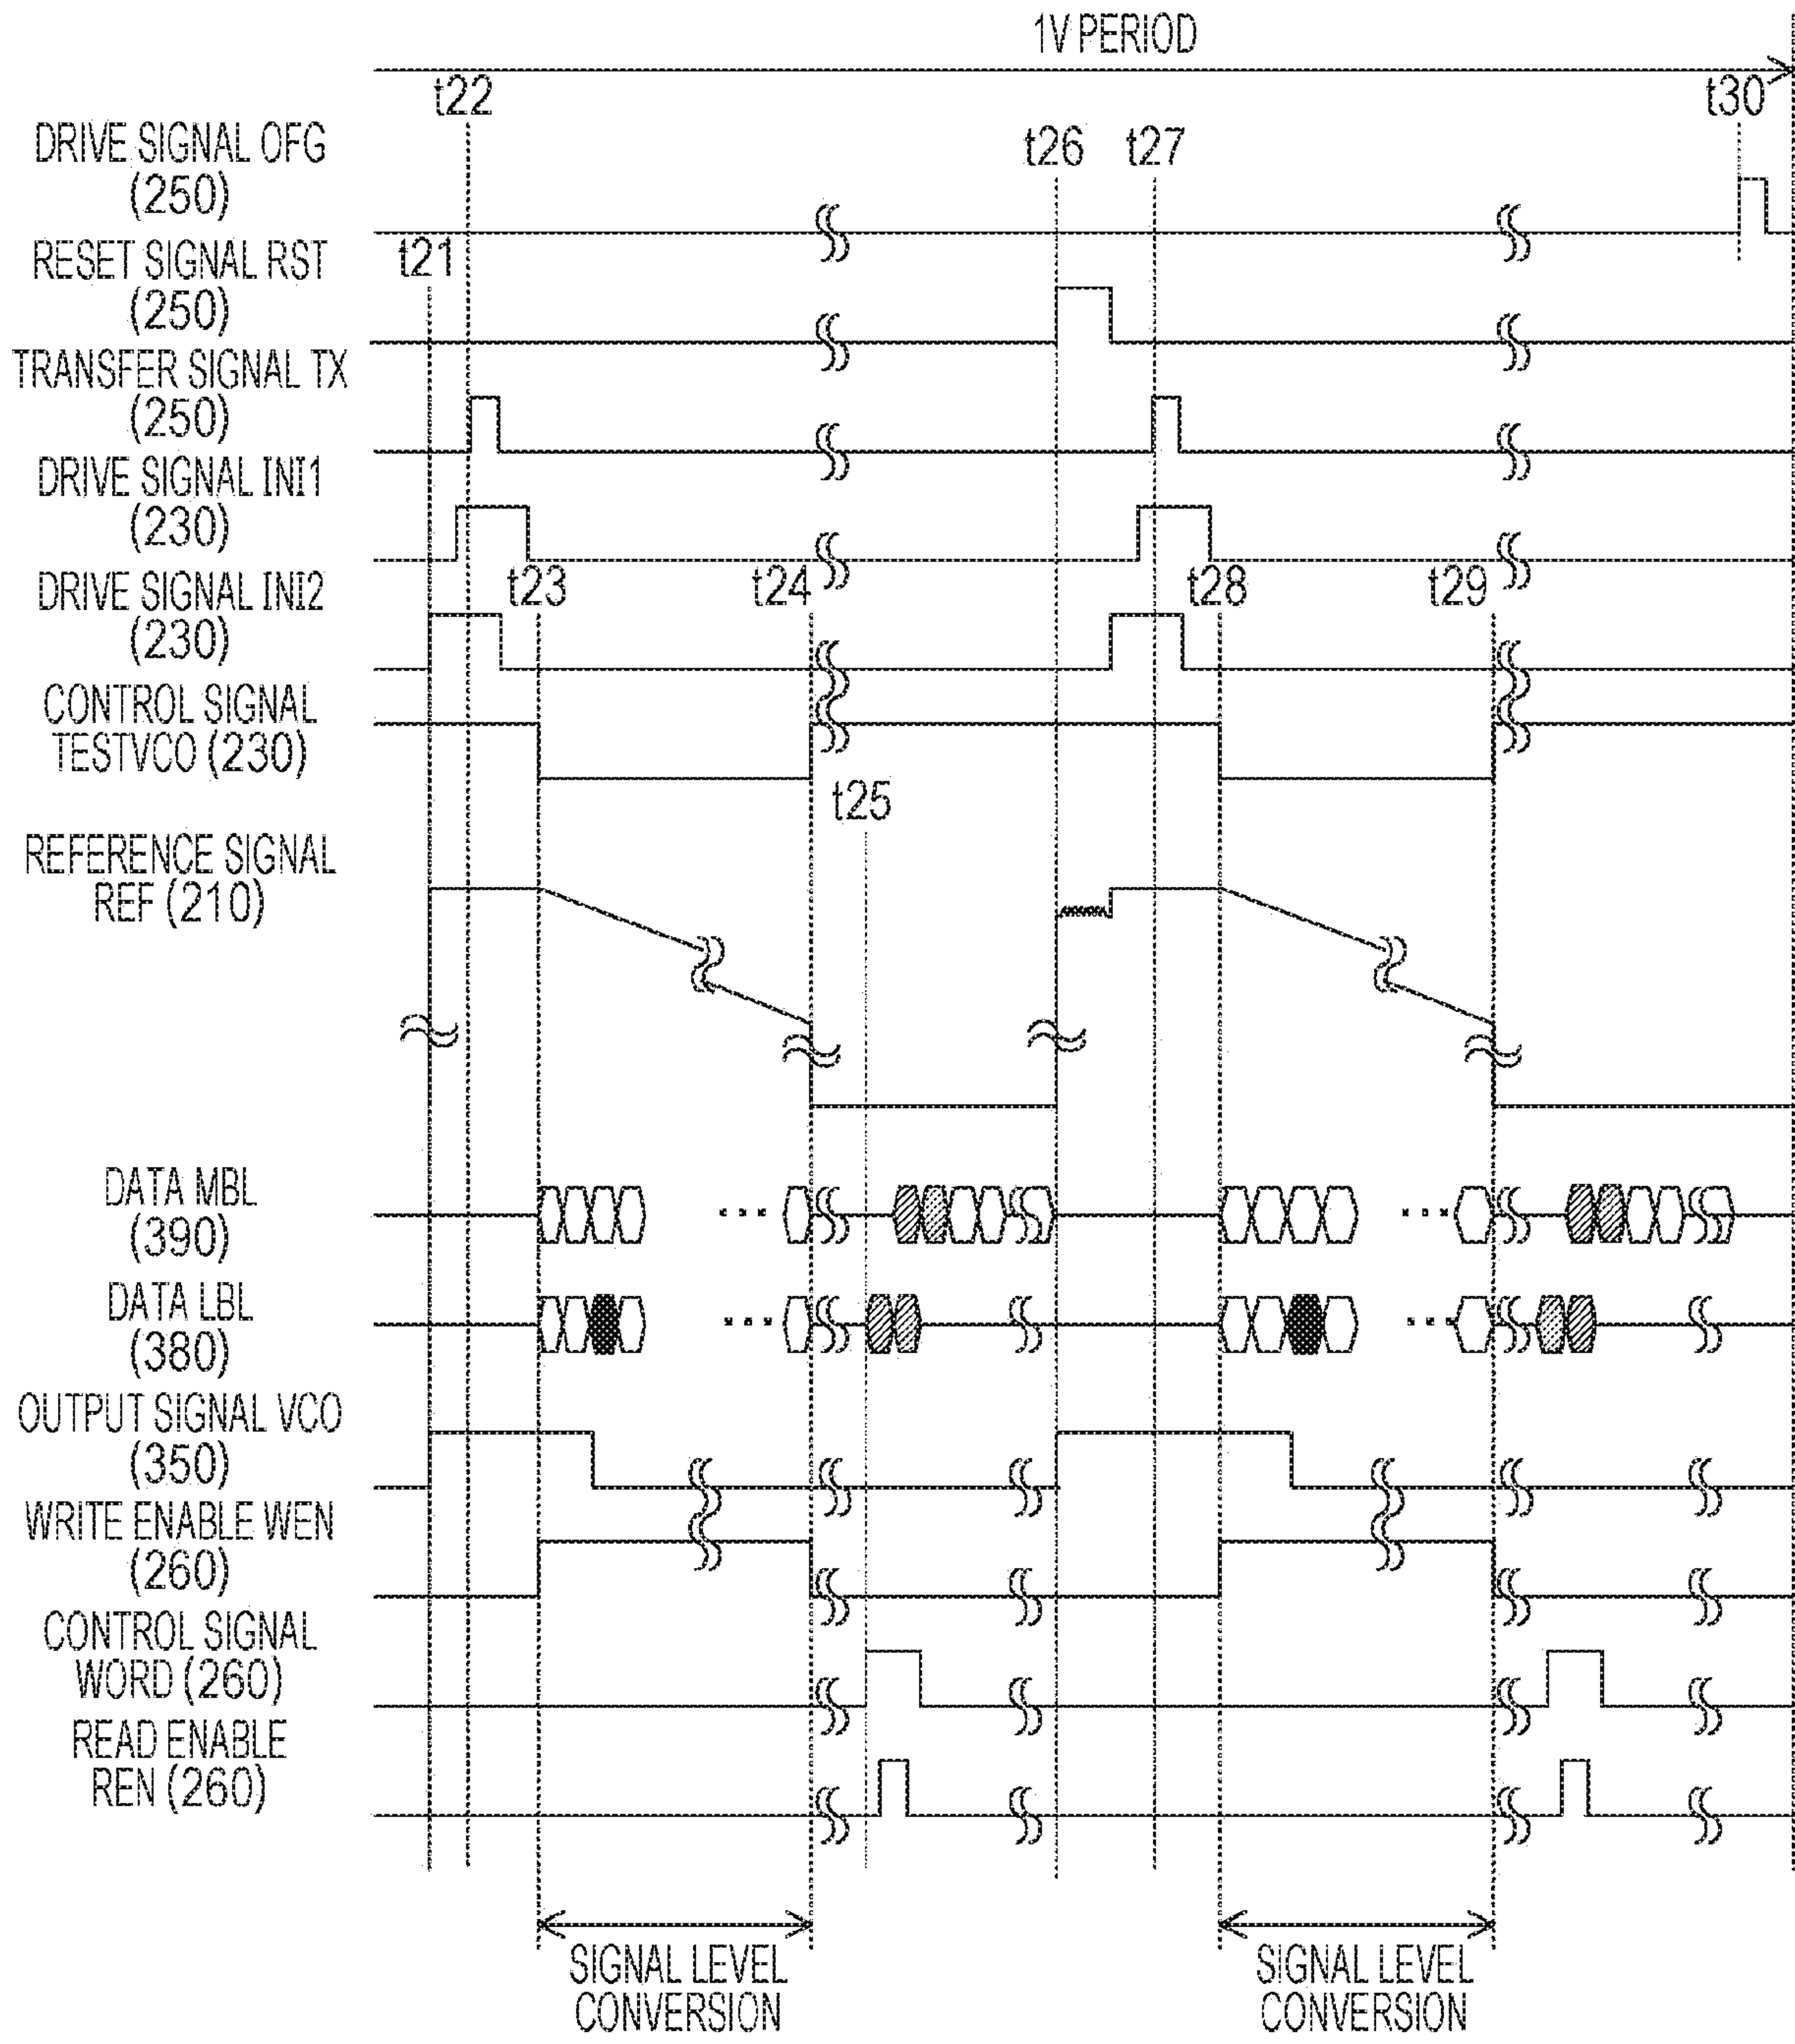 1V PERIOD
t22
t30
DRIVE SIGNAL OFG
(250)
t26
t27
RESET SIGNAL RST
(250)
t21
TRANSFER SIGNAL TX
(250)
DRIVE SIGNAL INI1
(230)
DRIVE SIGNAL INI2
(230)
t23
t24
t28
t29
CONTROL SIGNAL
TESTVCO (230)
t25
REFERENCE SIGNAL
REF (210)
DATA MBL
(390)
DATA LBL
(380)
OUTPUT SIGNAL VCO
(350)
WRITE ENABLE WEN
(260)
CONTROL SIGNAL
WORD (260)
READ ENABLE
REN (260)
SIGNAL LEVEL
CONVERSION
SIGNAL LEVEL
CONVERSION